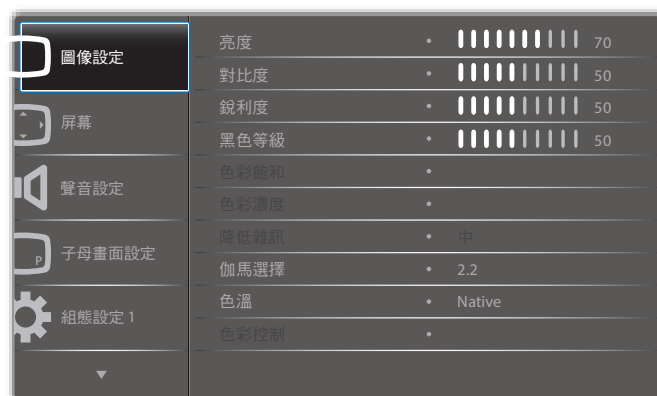 圖像設定
屏幕
聲音設定
P
子母畫面設定
組態設定 1
亮度 • 70
對比度 • 50
銳利度 • 50
黑色等級 • 50
色彩飽和 •
色彩濃度 •
降低雜訊 • 中
伽馬選擇 • 2.2
色溫 • Native
色彩控制 •